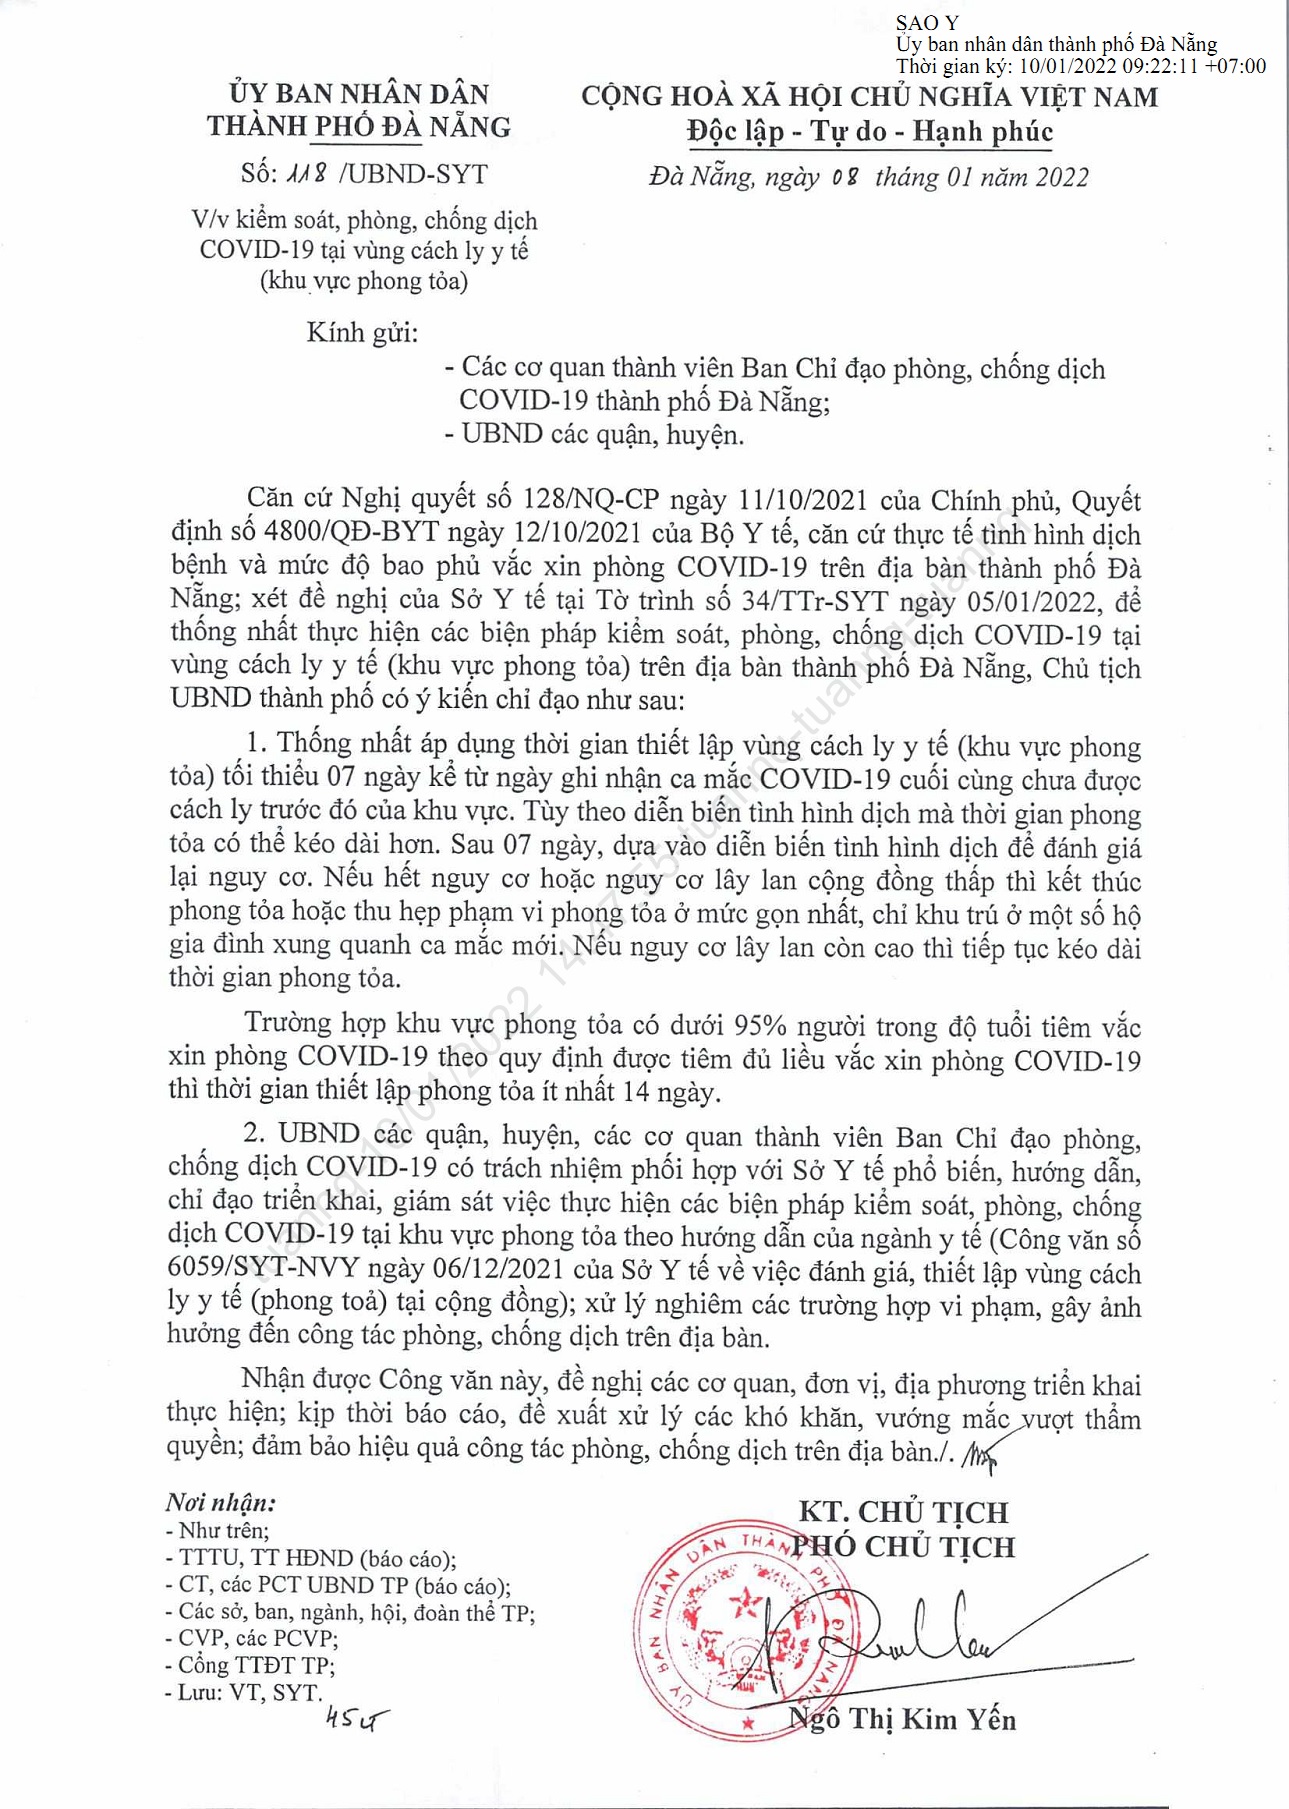 SAO Y
Ủy ban nhân dân thành phố Đà Nẵng
Thời gian ký: 10/01/2022 09:22:11 +07:00
ỦY BAN NHÂN DÂN
THÀNH PHỐ ĐÀ NẴNG
Số: 118 /UBND-SYT
V/v kiểm soát, phòng, chống dịch
COVID-19 tại vùng cách ly y tế
(khu vực phong tỏa)
CỘNG HOÀ XÃ HỘI CHỦ NGHĨA VIỆT NAM
Độc lập - Tự do - Hạnh phúc
Đà Nẵng, ngày 08 tháng 01 năm 2022
Kính gửi:
- Các cơ quan thành viên Ban Chỉ đạo phòng, chống dịch
COVID-19 thành phố Đà Nẵng;
- UBND các quận, huyện.
Căn cứ Nghị quyết số 128/NQ-CP ngày 11/10/2021 của Chính phủ, Quyết
định số 4800/QĐ-BYT ngày 12/10/2021 của Bộ Y tế, căn cứ thực tế tình hình dịch
bệnh và mức độ bao phủ vắc xin phòng COVID-19 trên địa bàn thành phố Đà
Nẵng; xét đề nghị của Sở Y tế tại Tờ trình số 34/TTr-SYT ngày 05/01/2022, để
thống nhất thực hiện các biện pháp kiểm soát, phòng, chống dịch COVID-19 tại
vùng cách ly y tế (khu vực phong tỏa) trên địa bàn thành phố Đà Nẵng, Chủ tịch
UBND thành phố có ý kiến chỉ đạo như sau:
1. Thống nhất áp dụng thời gian thiết lập vùng cách ly y tế (khu vực phong
tỏa) tối thiểu 07 ngày kể từ ngày ghi nhận ca mắc COVID-19 cuối cùng chưa được
cách ly trước đó của khu vực. Tùy theo diễn biến tình hình dịch mà thời gian phong
tỏa có thể kéo dài hơn. Sau 07 ngày, dựa vào diễn biến tình hình dịch để đánh giá
lại nguy cơ. Nếu hết nguy cơ hoặc nguy cơ lây lan cộng đồng thấp thì kết thúc
phong tỏa hoặc thu hẹp phạm vi phong tỏa ở mức gọn nhất, chỉ khu trú ở một số hộ
gia đình xung quanh ca mắc mới. Nếu nguy cơ lây lan còn cao thì tiếp tục kéo dài
thời gian phong tỏa.
Trường hợp khu vực phong tỏa có dưới 95% người trong độ tuổi tiêm vắc
xin phòng COVID-19 theo quy định được tiêm đủ liều vắc xin phòng COVID-19
thì thời gian thiết lập phong tỏa ít nhất 14 ngày.
2. UBND các quận, huyện, các cơ quan thành viên Ban Chỉ đạo phòng,
chống dịch COVID-19 có trách nhiệm phối hợp với Sở Y tế phổ biến, hướng dẫn,
chỉ đạo triển khai, giám sát việc thực hiện các biện pháp kiểm soát, phòng, chống
dịch COVID-19 tại khu vực phong tỏa theo hướng dẫn của ngành y tế (Công văn số
6059/SYT-NVY ngày 06/12/2021 của Sở Y tế về việc đánh giá, thiết lập vùng cách
ly y tế (phong toả) tại cộng đồng); xử lý nghiêm các trường hợp vi phạm, gây ảnh
hưởng đến công tác phòng, chống dịch trên địa bàn.
Nhận được Công văn này, đề nghị các cơ quan, đơn vị, địa phương triển khai
thực hiện; kịp thời báo cáo, đề xuất xử lý các khó khăn, vướng mắc vượt thẩm
quyền; đảm bảo hiệu quả công tác phòng, chống dịch trên địa bàn./.
Nơi nhận:
- Như trên;
- TTTU, TT HĐND (báo cáo);
- CT, các PCT UBND TP (báo cáo);
- Các sở, ban, ngành, hội, đoàn thể TP;
- CVP, các PCVP;
- Cổng TTĐT TP;
- Lưu: VT, SYT.
KT. CHỦ TỊCH
PHÓ CHỦ TỊCH
ỦY BAN NHÂN DÂN THÀNH PHỐ ĐÀ NẴNG
Ngô Thị Kim Yến